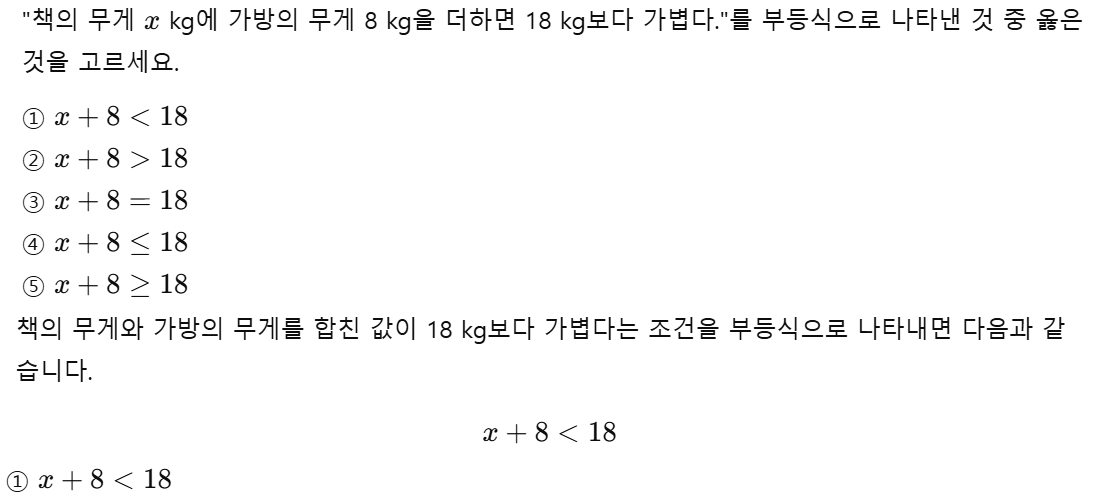 "책의 무게 x kg에 가방의 무게 8 kg을 더하면 18 kg보다 가볍다."를 부등식으로 나타낸 것 중 옳은
것을 고르세요.
① x + 8 < 18
② x + 8 > 18
③ x + 8 = 18
④ x + 8 ≤ 18
⑤ x + 8 ≥ 18
책의 무게와 가방의 무게를 합친 값이 18 kg보다 가볍다는 조건을 부등식으로 나타내면 다음과 같
습니다.
x + 8 < 18
① x + 8 < 18